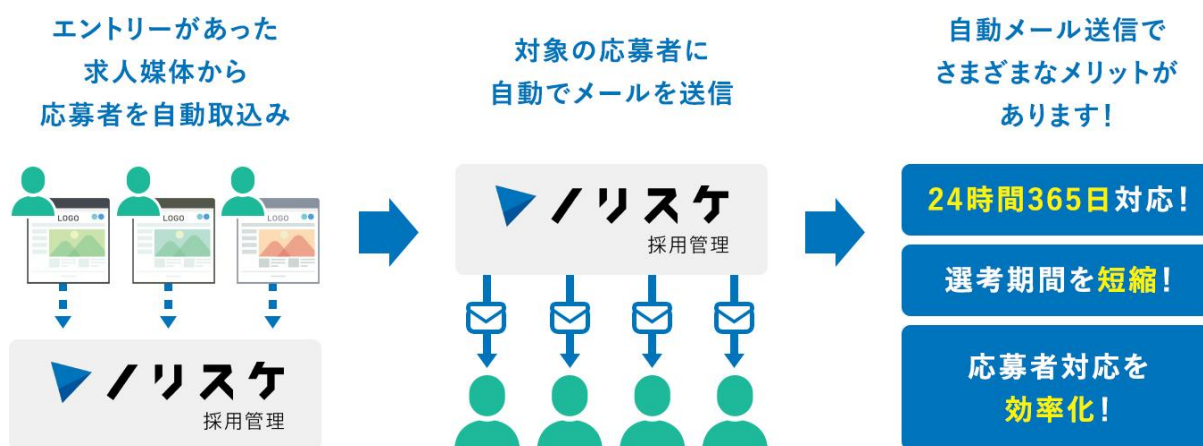 エントリーがあった
求人媒体から
応募者を自動取込み
LOGO
LOGO
LOGO
ノリスケ
採用管理
対象の応募者に
自動でメールを送信
ノリスケ
採用管理
自動メール送信で
さまざまなメリットが
あります!
24時間365日対応!
選考期間を短縮!
応募者対応を
効率化!